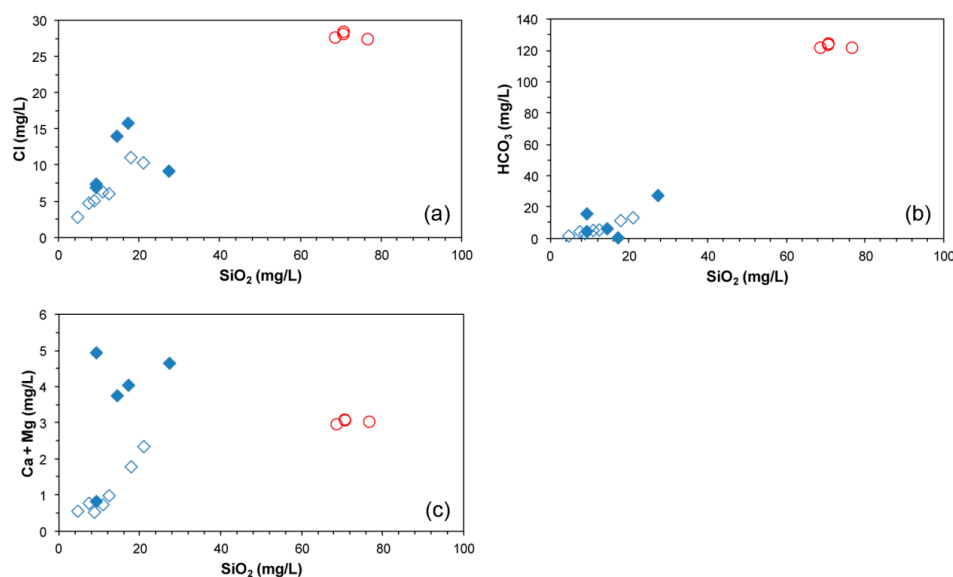 30
25
20
15
10
5
0
Cl (mg/L)
(a)
0 20 40 60 80 100
SiO₂ (mg/L)
140
120
100
80
60
40
20
0
HCO₃ (mg/L)
(b)
0 20 40 60 80 100
SiO₂ (mg/L)
6
5
4
3
2
1
0
Ca + Mg (mg/L)
(c)
0 20 40 60 80 100
SiO₂ (mg/L)